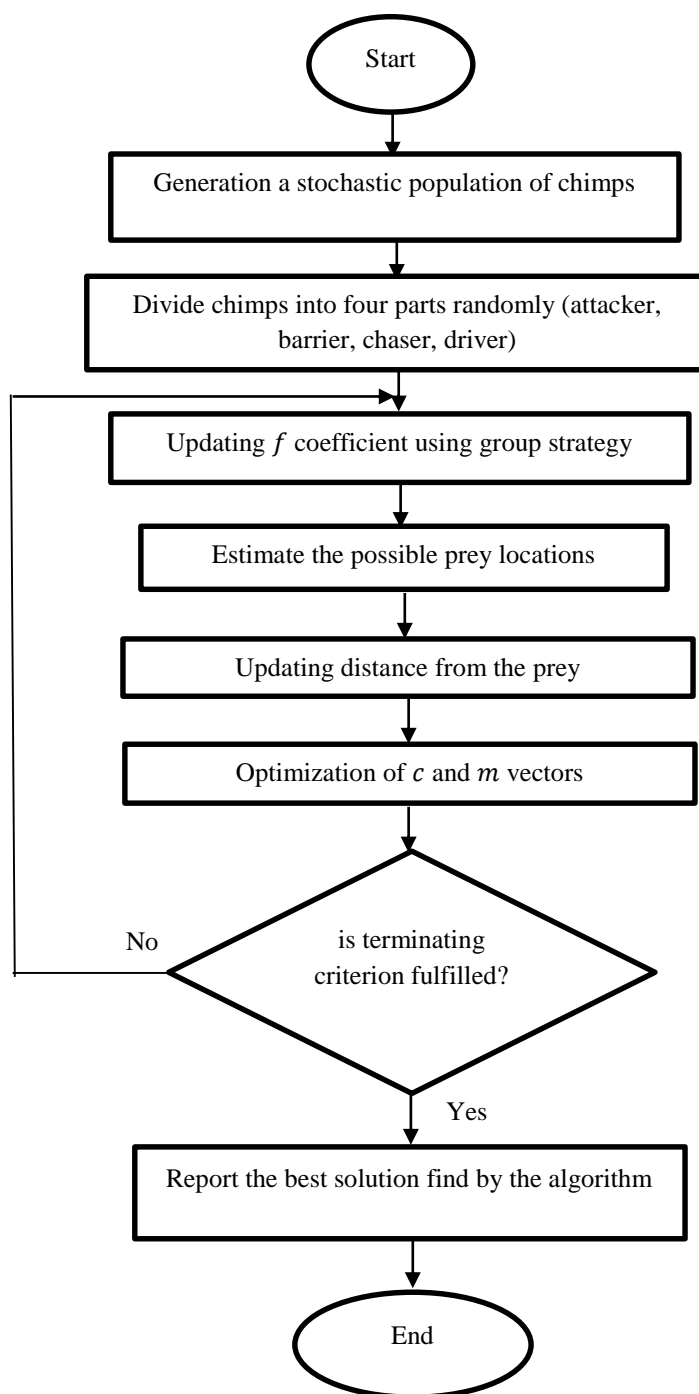 Start
Generation a stochastic population of chimps
Divide chimps into four parts randomly (attacker,
barrier, chaser, driver)
Updating f coefficient using group strategy
Estimate the possible prey locations
Updating distance from the prey
Optimization of c and m vectors
is terminating
criterion fulfilled?
No
Yes
Report the best solution find by the algorithm
End